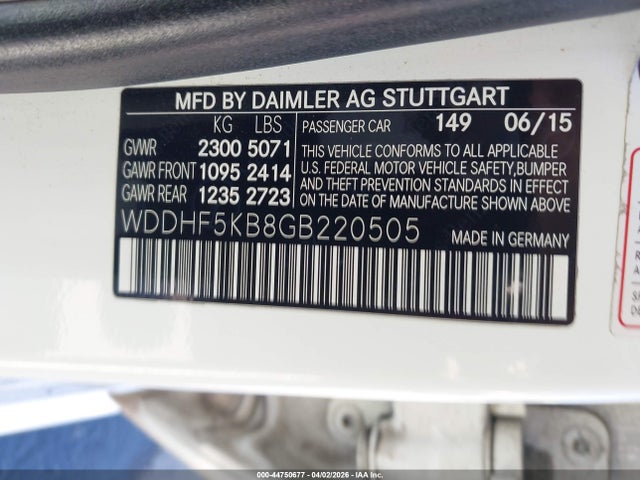 MFD BY DAIMLER AG STUTTGART
KG LBS PASSENGER CAR 149 06/15
GVWR 2300 5071
GAWR FRONT 1095 2414
GAWR REAR 1235 2723
THIS VEHICLE CONFORMS TO ALL APPLICABLE
U.S. FEDERAL MOTOR VEHICLE SAFETY,BUMPER
AND THEFT PREVENTION STANDARDS IN EFFECT
ON THE DATE OF MANUFACTURE SHOWN ABOVE.
WDDHF5KB8GB220505 MADE IN GERMANY
000-44750677 - 04/02/2026 - IAAI.COM